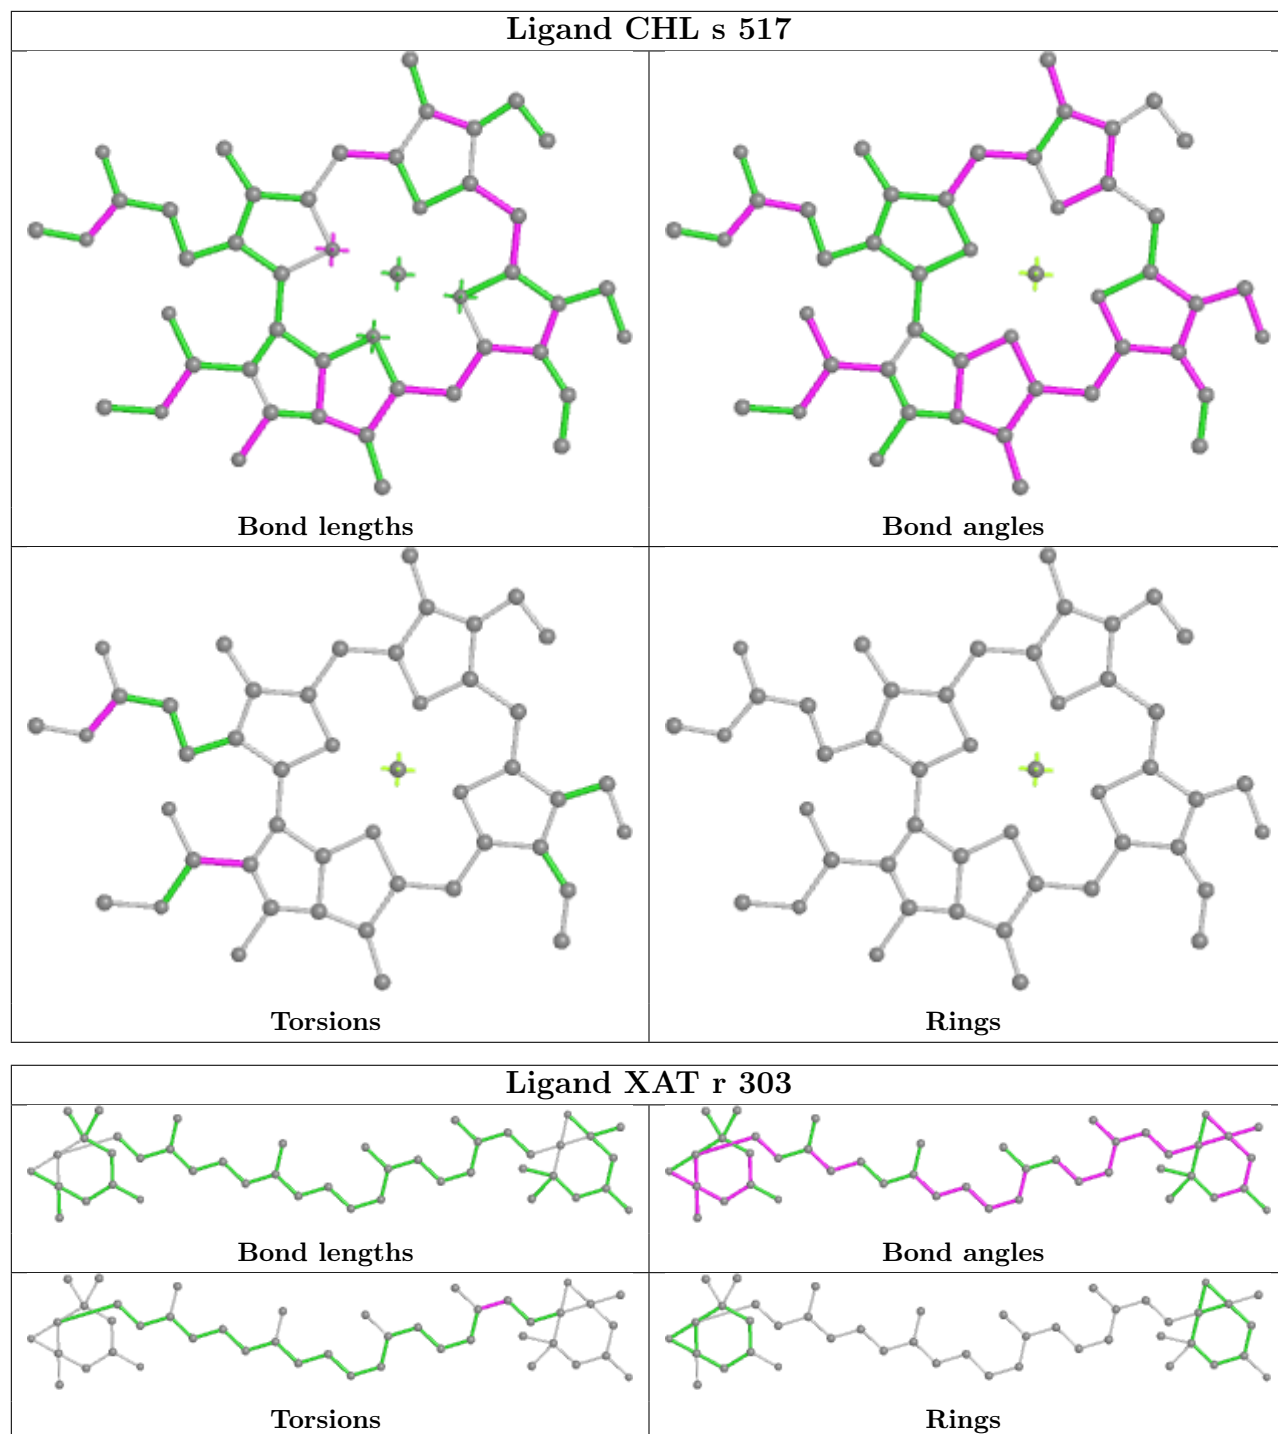 Ligand CHL s 517
Bond lengths
Bond angles
Torsions
Rings
Ligand XAT r 303
Bond lengths
Bond angles
Torsions
Rings